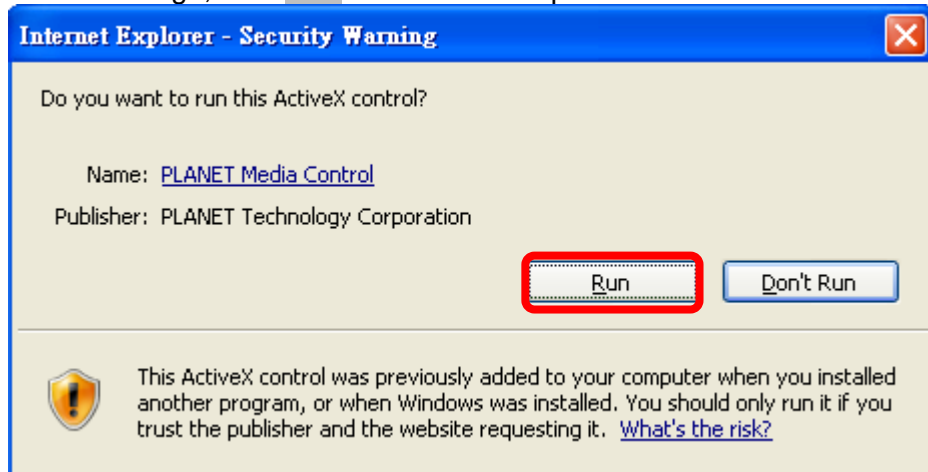 Internet Explorer - Security Warning
Do you want to run this ActiveX control?
Name: PLANET Media Control
Publisher: PLANET Technology Corporation
Run Don't Run
This ActiveX control was previously added to your computer when you installed
another program, or when Windows was installed. You should only run it if you
trust the publisher and the website requesting it. What's the risk?